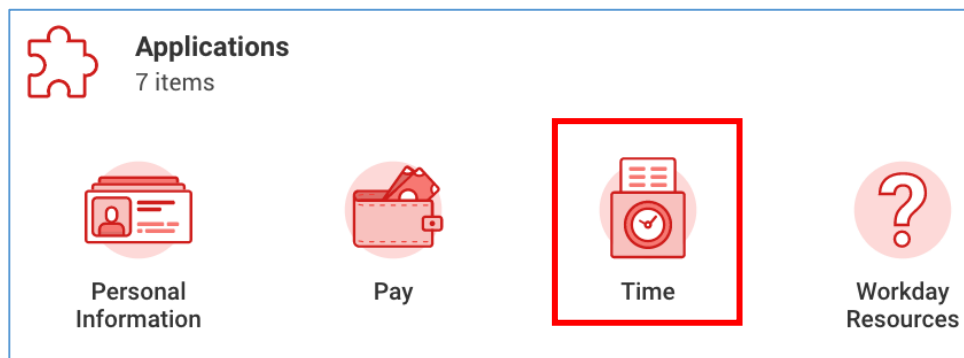 Applications
7 items
Personal
Information
Pay
Time
Workday
Resources